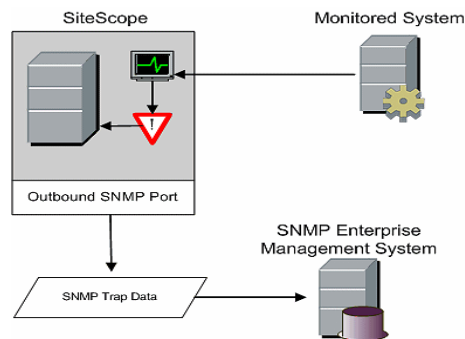 SiteScope
Monitored System
!
Outbound SNMP Port
SNMP Enterprise
Management System
SNMP Trap Data